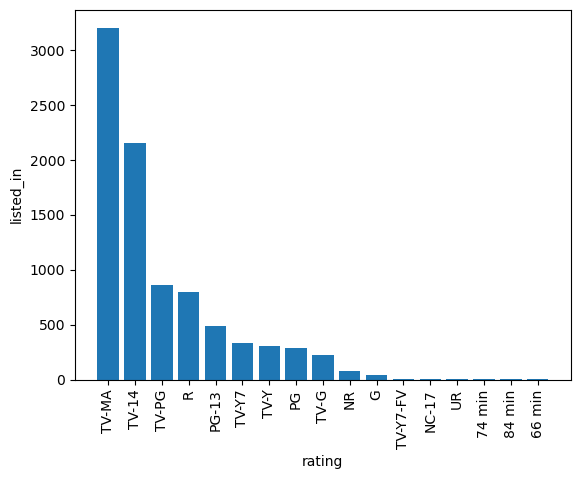 3000
2500
2000
1500
1000
500
0
listed_in
TV-MA
TV-14
TV-PG
R
PG-13
TV-Y7
TV-Y
PG
TV-G
NR
G
TV-Y7-FV
NC-17
UR
74 min
84 min
66 min
rating